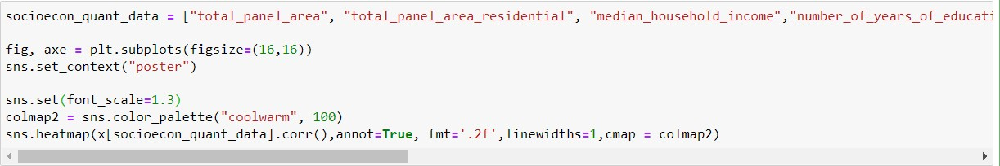 socioecon_quant_data = ["total_panel_area", "total_panel_area_residential", "median_household_income","number_of_years_of_educati
fig, axe = plt.subplots(figsize=(16,16))
sns.set_context("poster")
sns.set(font_scale=1.3)
colmap2 = sns.color_palette("coolwarm", 100)
sns.heatmap(x[socioecon_quant_data].corr(),annot=True, fmt='.2f',linewidths=1,cmap = colmap2)